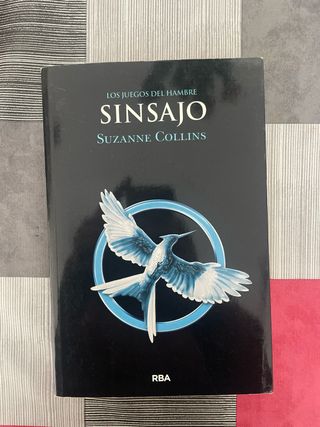 LOS JUEGOS DEL HAMBRE
SINSAJO
SUZANNE COLLINS
RBA